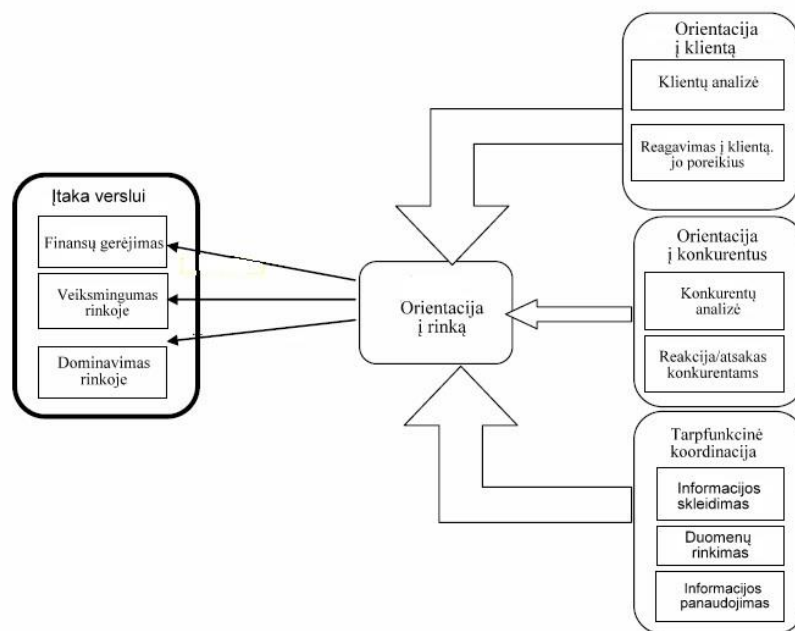 Įtaka verslui
Finansų gerėjimas
Veiksmingumas
rinkoje
Dominavimas
rinkoje
Orientacija
į rinką
Orientacija
į klientą
Klientų analizė
Reagavimas į klientą.
jo poreikius
Orientacija
į konkurentus
Konkurentų
analizė
Reakcija/atsakas
konkurentams
Tarpfunkcinė
koordinacija
Informacijos
skleidimas
Duomenų
rinkimas
Informacijos
panaudojimas